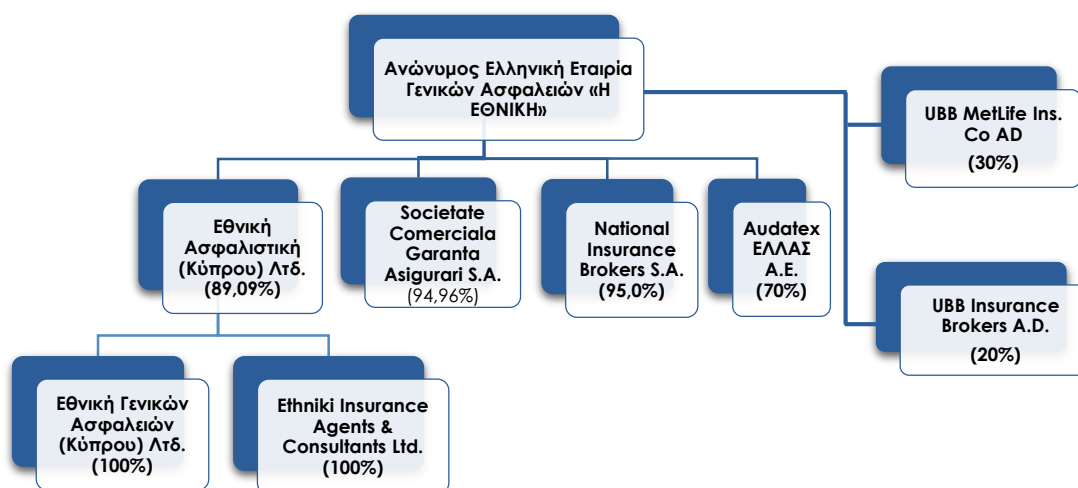 Ανώνυμος Ελληνική Εταιρία
Γενικών Ασφαλειών «Η
ΕΘΝΙΚΗ»
UBB MetLife Ins.
Co AD
(30%)
Εθνική
Ασφαλιστική
(Κύπρου) Λτδ.
(89,09%)
Societate
Comerciala
Garanta
Asigurari S.A.
(94,96%)
National
Insurance
Brokers S.A.
(95,0%)
Audatex
ΕΛΛΑΣ
Α.Ε.
(70%)
UBB Insurance
Brokers A.D.
(20%)
Εθνική Γενικών
Ασφαλειών
(Κύπρου) Λτδ.
(100%)
Ethniki Insurance
Agents &
Consultants Ltd.
(100%)